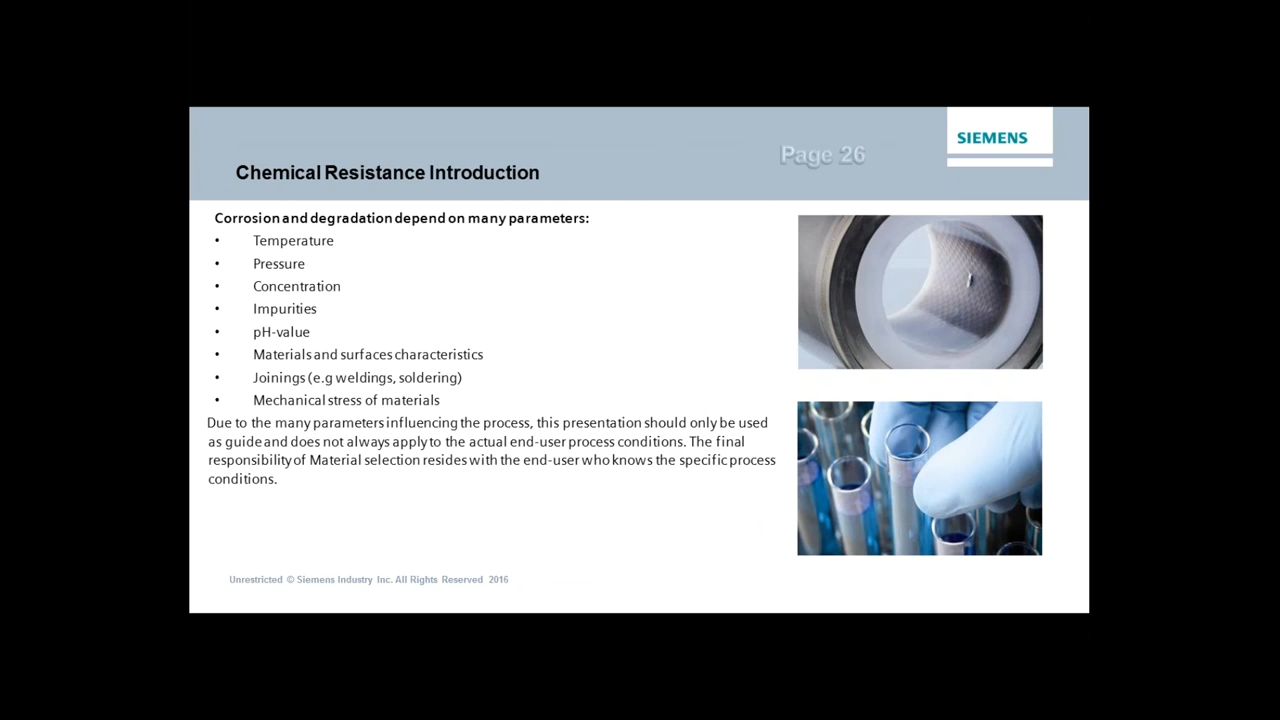 SIEMENS
Page 26
Chemical Resistance Introduction
Corrosion and degradation depend on many parameters:
• Temperature
• Pressure
• Concentration
• Impurities
• pH-value
• Materials and surfaces characteristics
• Joinings (e.g weldings, soldering)
• Mechanical stress of materials
Due to the many parameters influencing the process, this presentation should only be used
as guide and does not always apply to the actual end-user process conditions. The final
responsibility of Material selection resides with the end-user who knows the specific process
conditions.
Unrestricted © Siemens Industry Inc. All Rights Reserved 2016